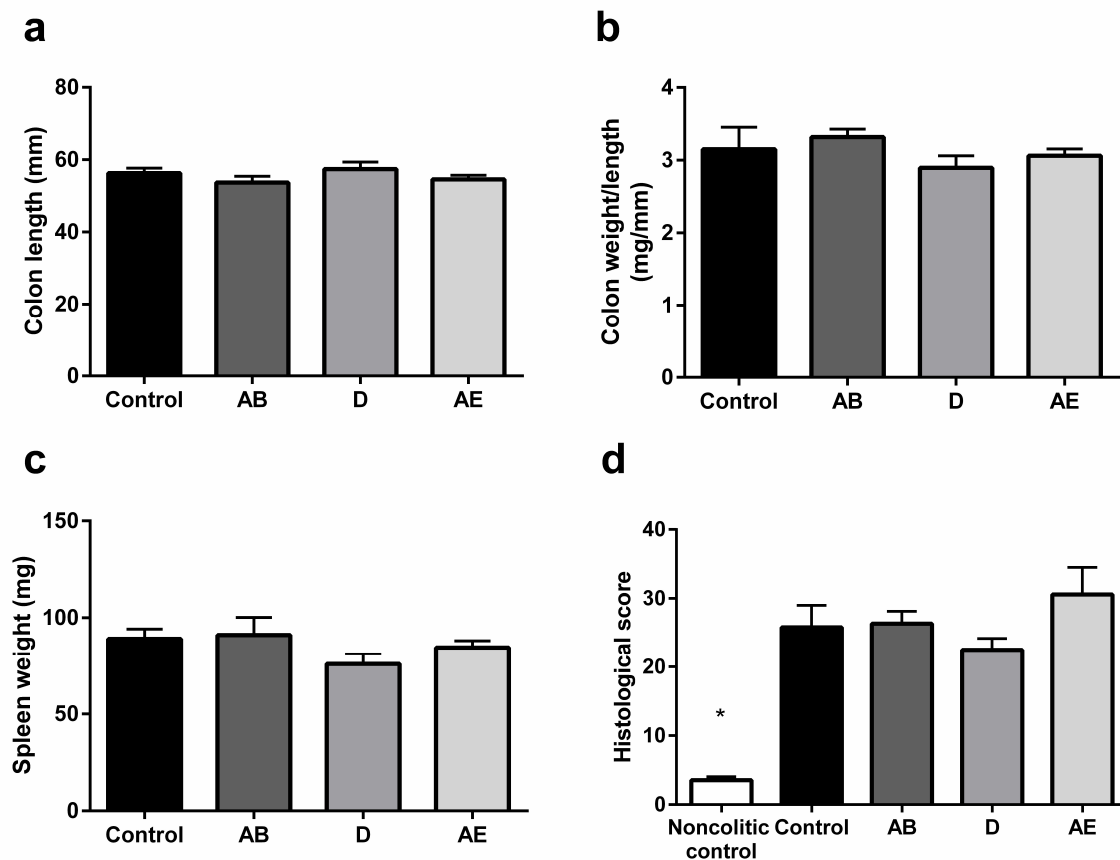 a
Colon length (mm)
80
60
40
20
0
Control AB D AE
b
Colon weight/length
(mg/mm)
4
3
2
1
0
Control AB D AE
c
Spleen weight (mg)
150
100
50
0
Control AB D AE
d
Histological score
40
30
20
10
0
*
Noncolitic Control AB D AE
control